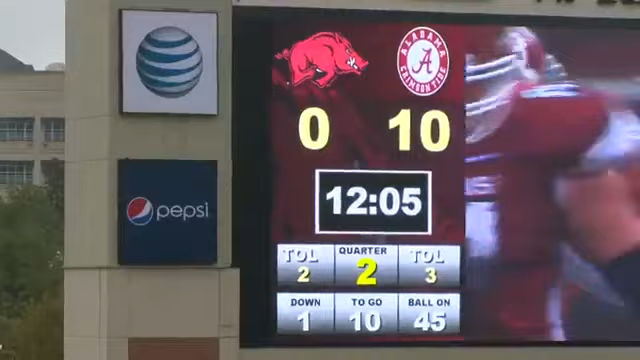 ALABAMA
A
CRIMSON TIDE
0 10
12:05
pepsi
TOL QUARTER TOL
2 2 3
DOWN TO GO BALL ON
1 10 45